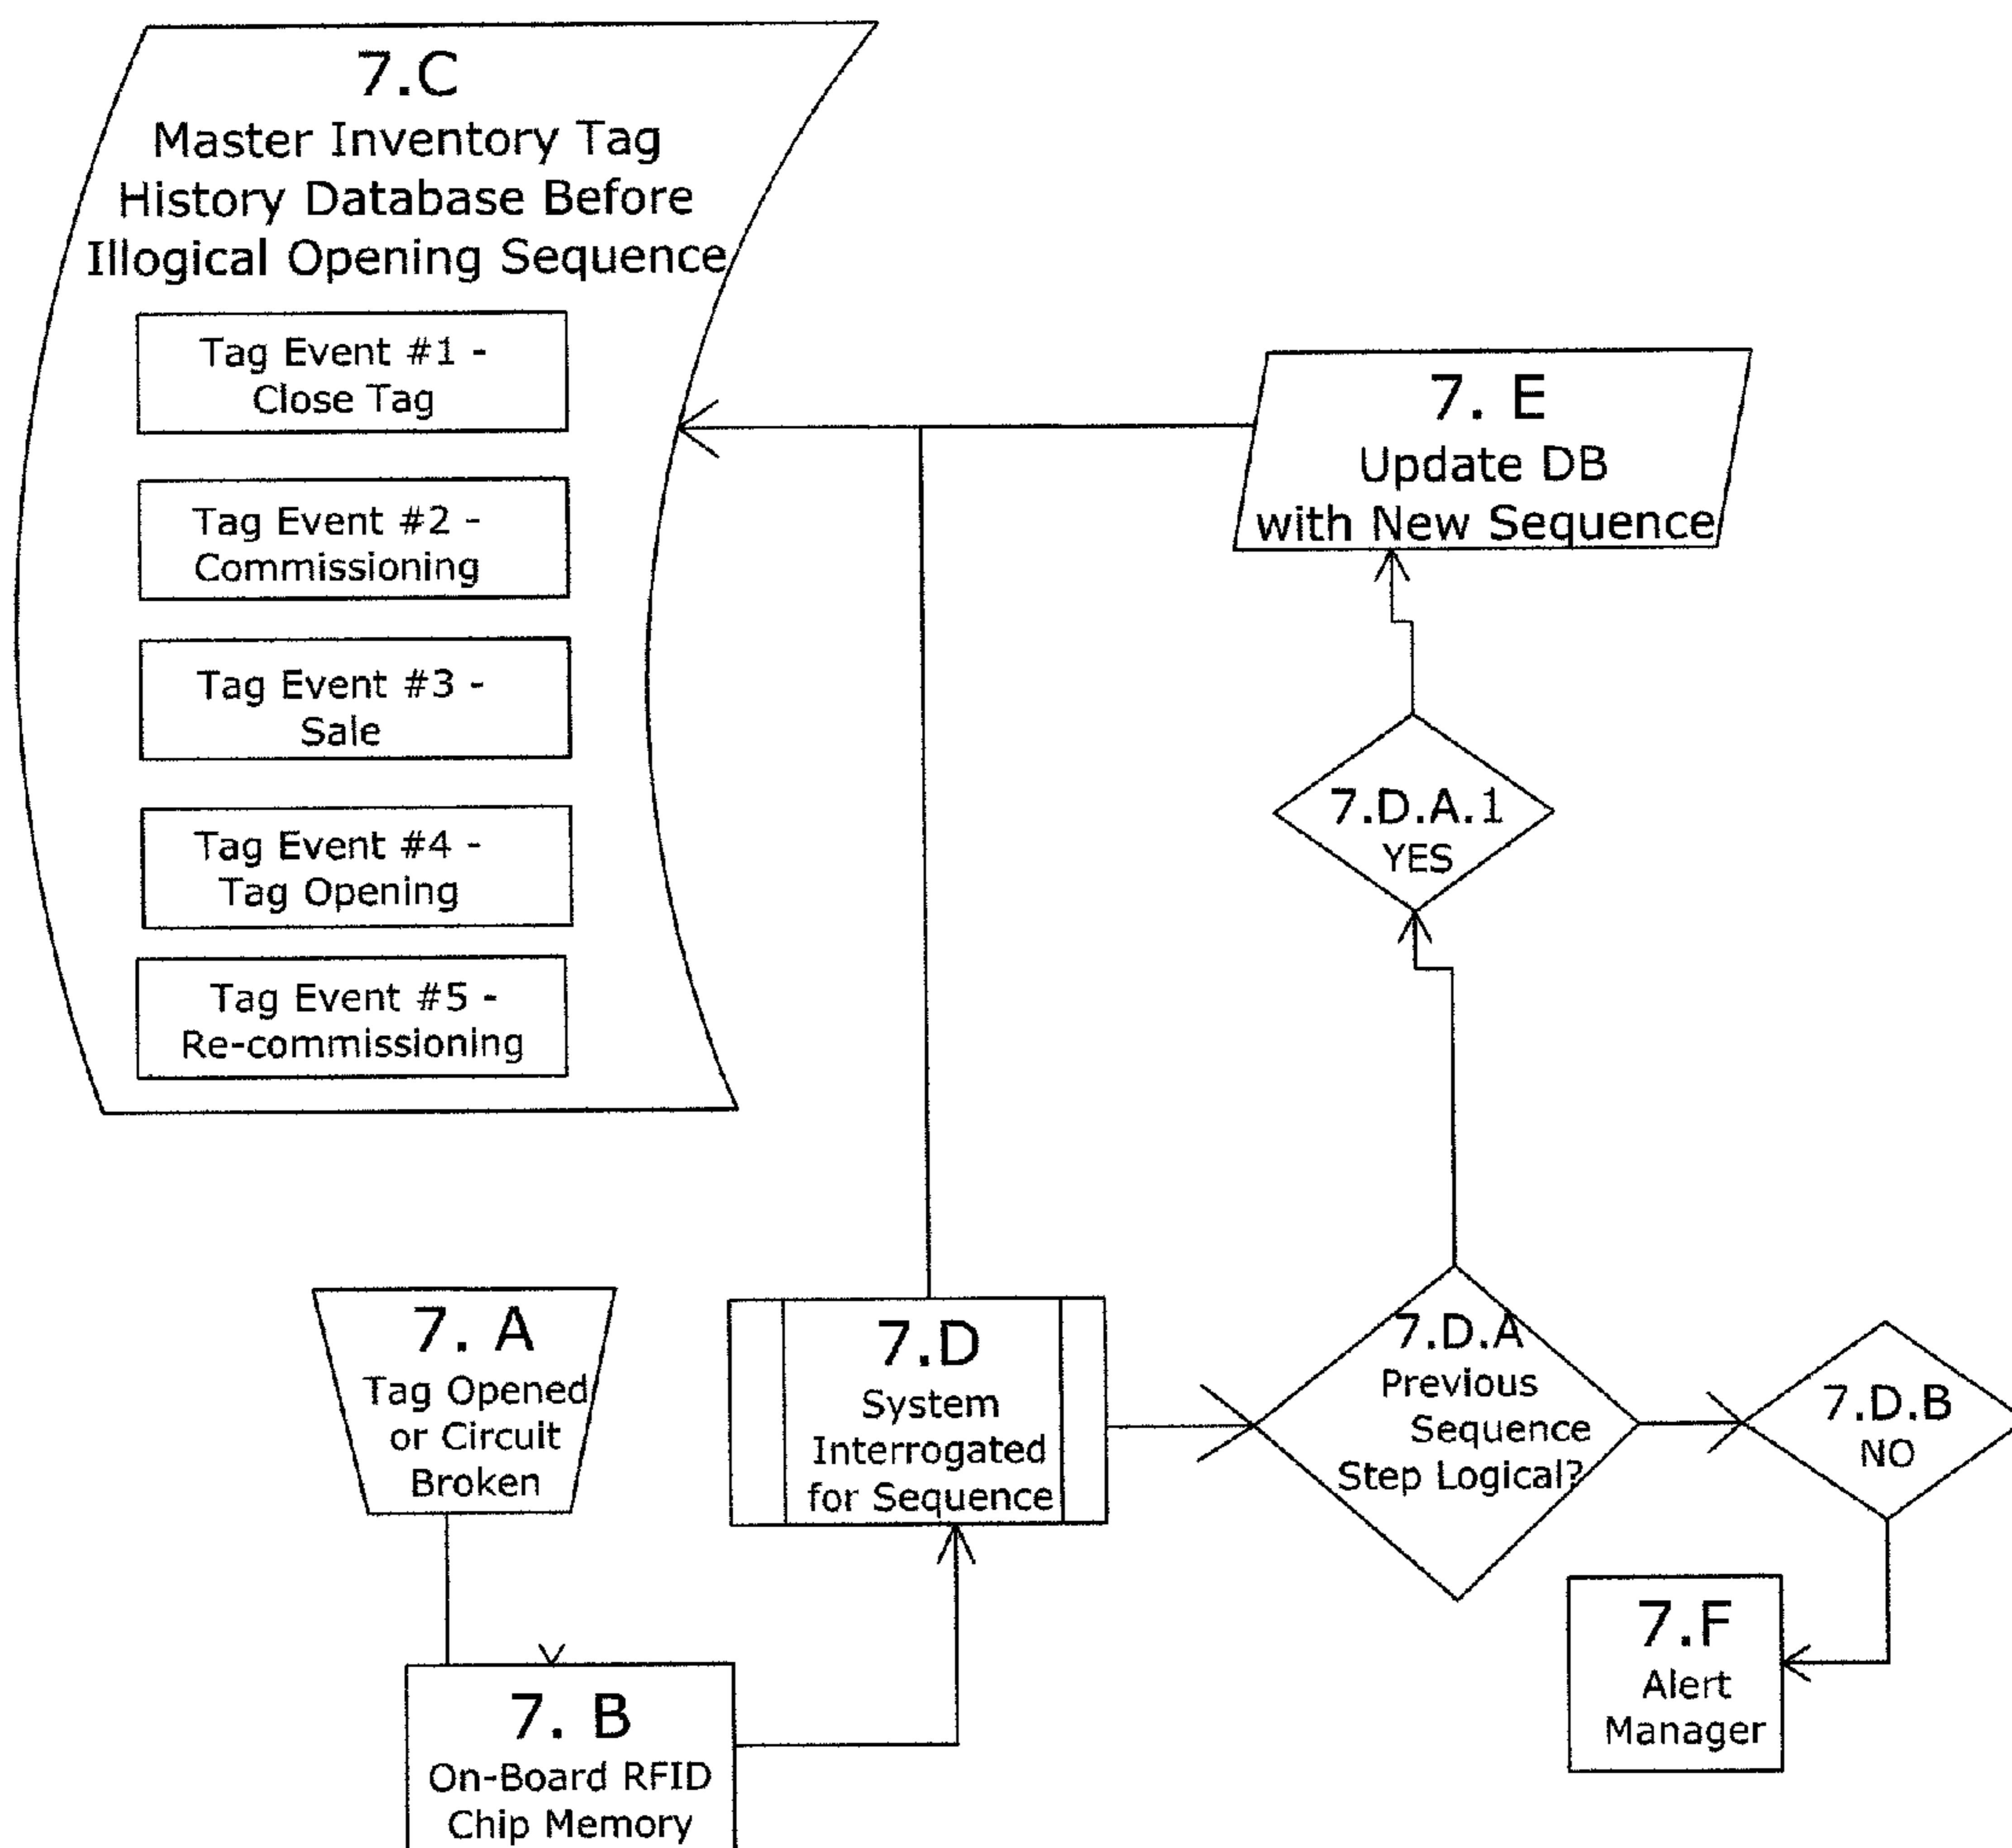 7.C
Master Inventory Tag
History Database Before
Illogical Opening Sequence
Tag Event #1 -
Close Tag
Tag Event #2 -
Commissioning
Tag Event #3 -
Sale
Tag Event #4 -
Tag Opening
Tag Event #5 -
Re-commissioning
7. E
Update DB
with New Sequence
7.D.A.1
YES
7. A
Tag Opened
or Circuit
Broken
7.D
System
Interrogated
for Sequence
7.D.A
Previous
Sequence
Step Logical?
7.D.B
NO
7. B
On-Board RFID
Chip Memory
7.F
Alert
Manager